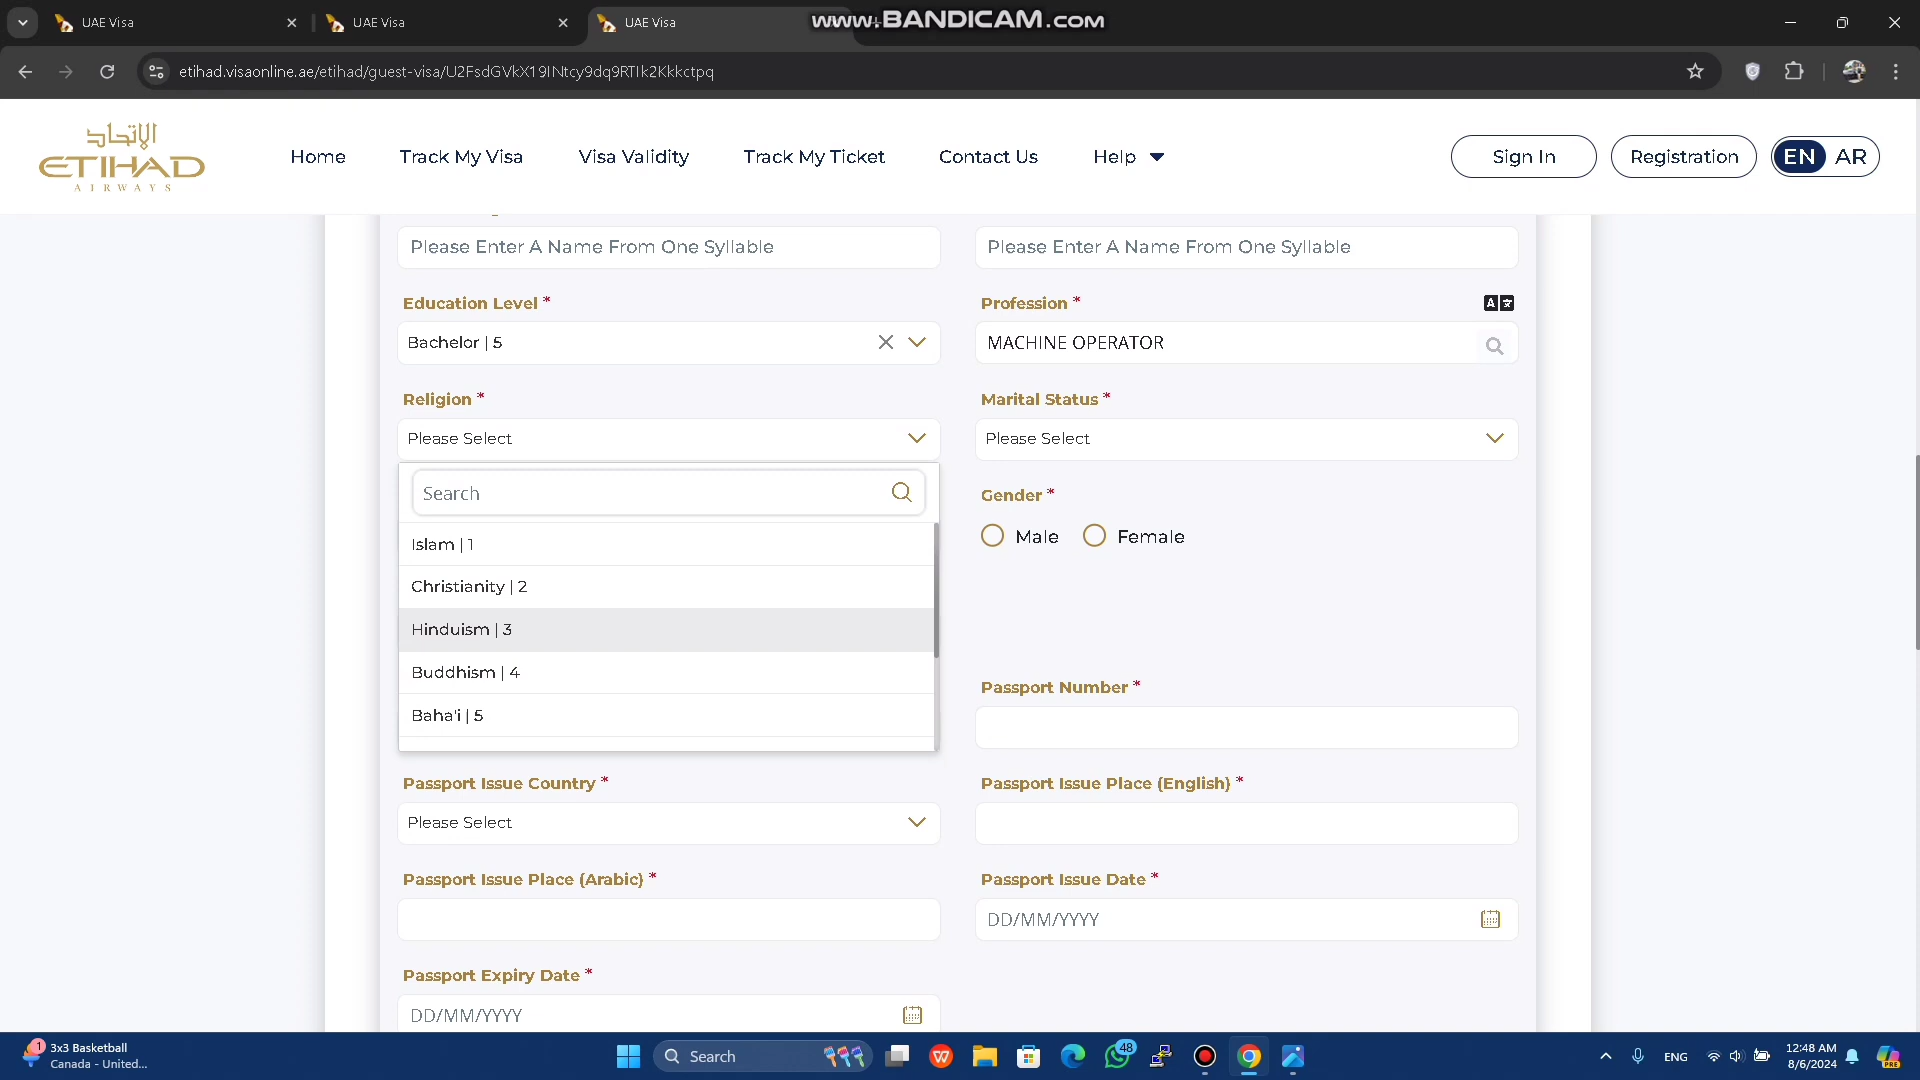 UAE Visa
UAE Visa
UAE Visa
www.BANDICAM.com
etihad.visaonline.ae/etihad/guest-visa/U2FsdGVkX19INtcy9dq9RTIk2Kkkctpq
الإتحاد
ETIHAD
AIRWAYS
Home
Track My Visa
Visa Validity
Track My Ticket
Contact Us
Help
Sign In
Registration
EN AR
Please Enter A Name From One Syllable
Please Enter A Name From One Syllable
Education Level *
Profession *
Bachelor | 5
MACHINE OPERATOR
Religion *
Marital Status *
Please Select
Please Select
Search
Gender *
Islam | 1
Male
Female
Christianity | 2
Hinduism | 3
Buddhism | 4
Passport Number *
Baha'i | 5
Passport Issue Country *
Passport Issue Place (English) *
Please Select
Passport Issue Place (Arabic) *
Passport Issue Date *
DD/MM/YYYY
Passport Expiry Date *
DD/MM/YYYY
1
3x3 Basketball
Canada - United...
Search
48
ENG
12:48 AM
8/6/2024
PRE